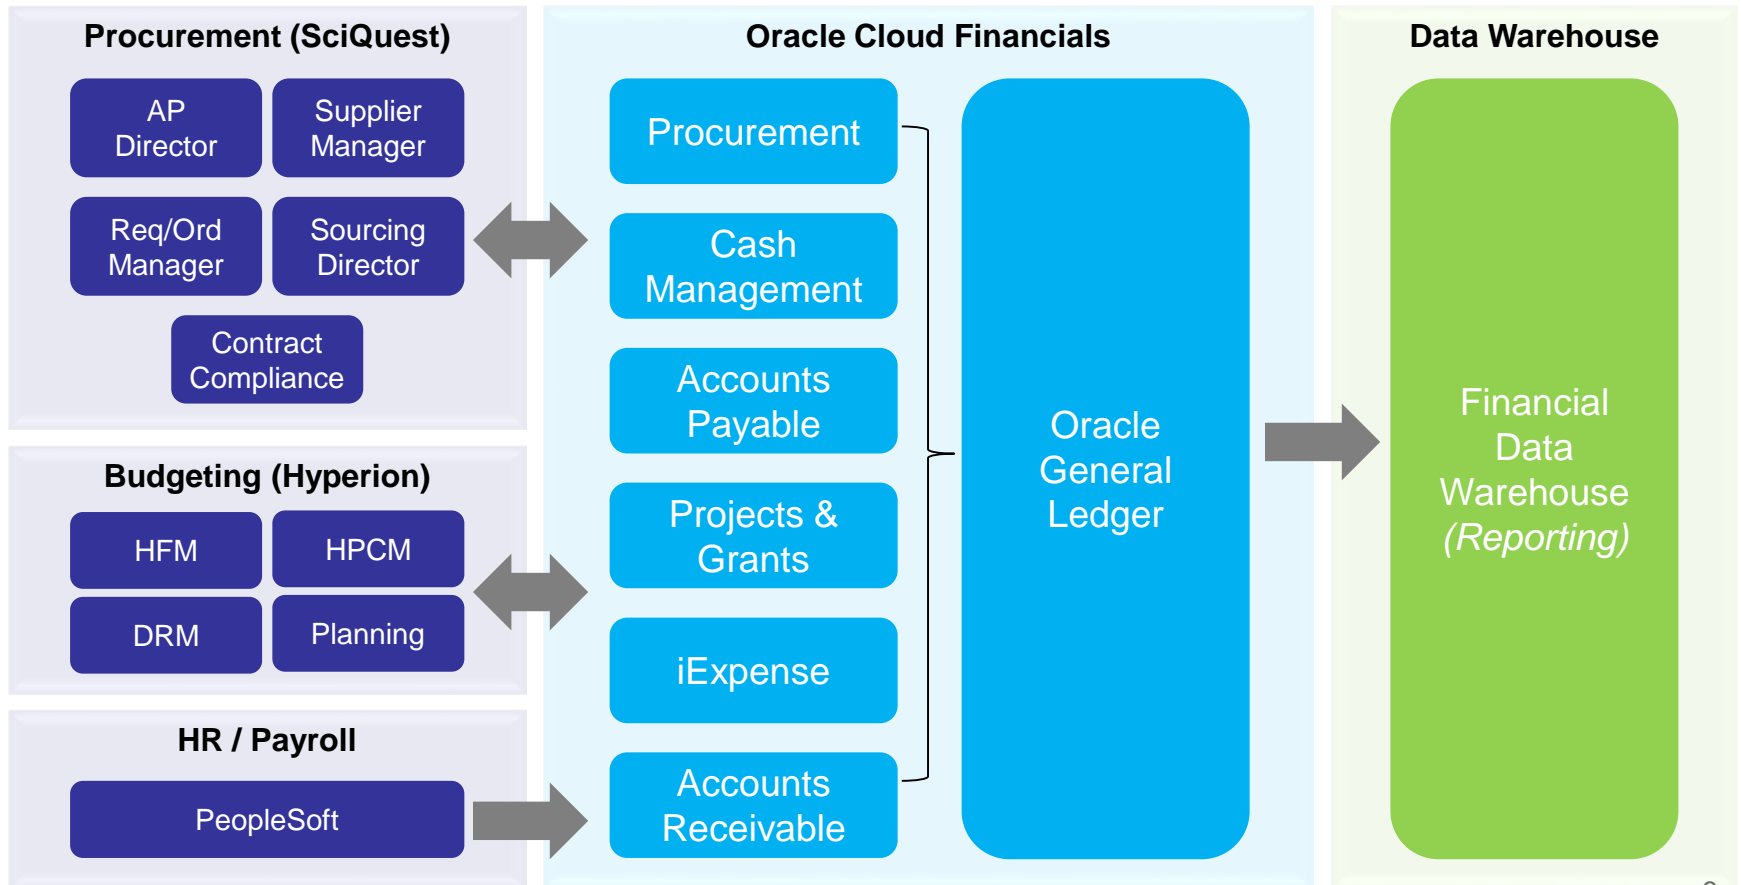 Procurement (SciQuest)
AP
Director
Supplier
Manager
Req/Ord
Manager
Sourcing
Director
Contract
Compliance
Budgeting (Hyperion)
HFM
HPCM
DRM
Planning
HR / Payroll
PeopleSoft
Oracle Cloud Financials
Procurement
Cash
Management
Accounts
Payable
Projects &
Grants
iExpense
Accounts
Receivable
Oracle
General
Ledger
Data Warehouse
Financial
Data
Warehouse
(Reporting)